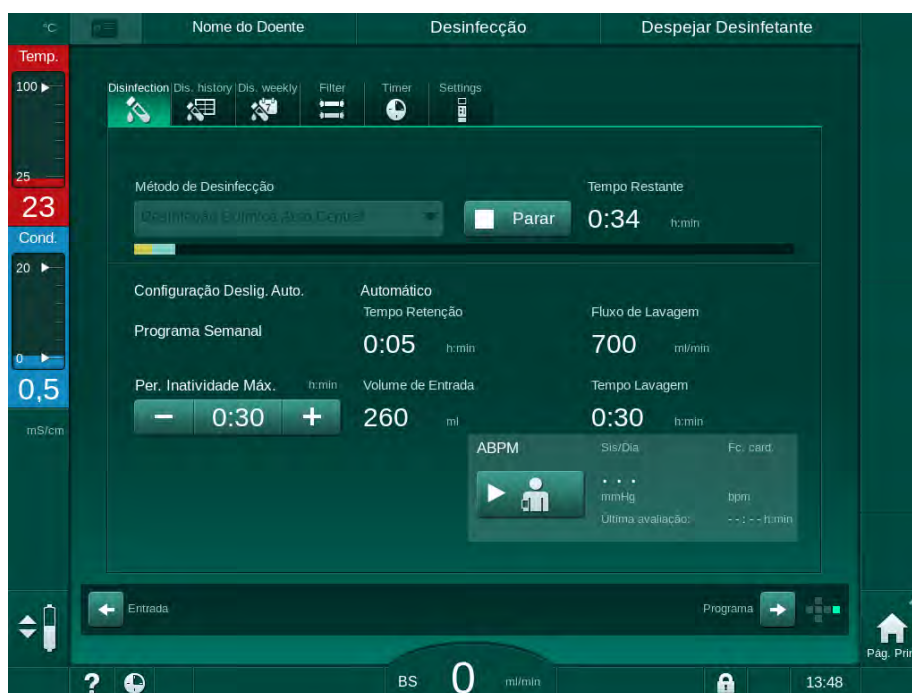 °C
Nome do Doente
Desinfecção
Despejar Desinfetante
Temp.
100
25
23
Cond.
20
0
0,5
mS/cm
Disinfection
Dis. history
Dis. weekly
Filter
Timer
Settings
7
Método de Desinfecção
Parar
Tempo Restante
0:34 h:min
Configuração Deslig. Auto.
Automático
Programa Semanal
Tempo Retenção
0:05 h:min
Fluxo de Lavagem
700 ml/min
Per. Inatividade Máx. h:min
0:30
Volume de Entrada
260 ml
Tempo Lavagem
0:30 h:min
ABPM
Sis/Dia
Fc. card.
. . .
mmHg
bpm
Última avaliação:
--:-- h:min
Entrada
Programa
Pág. Prin
?
BS 0 ml/min
13:48